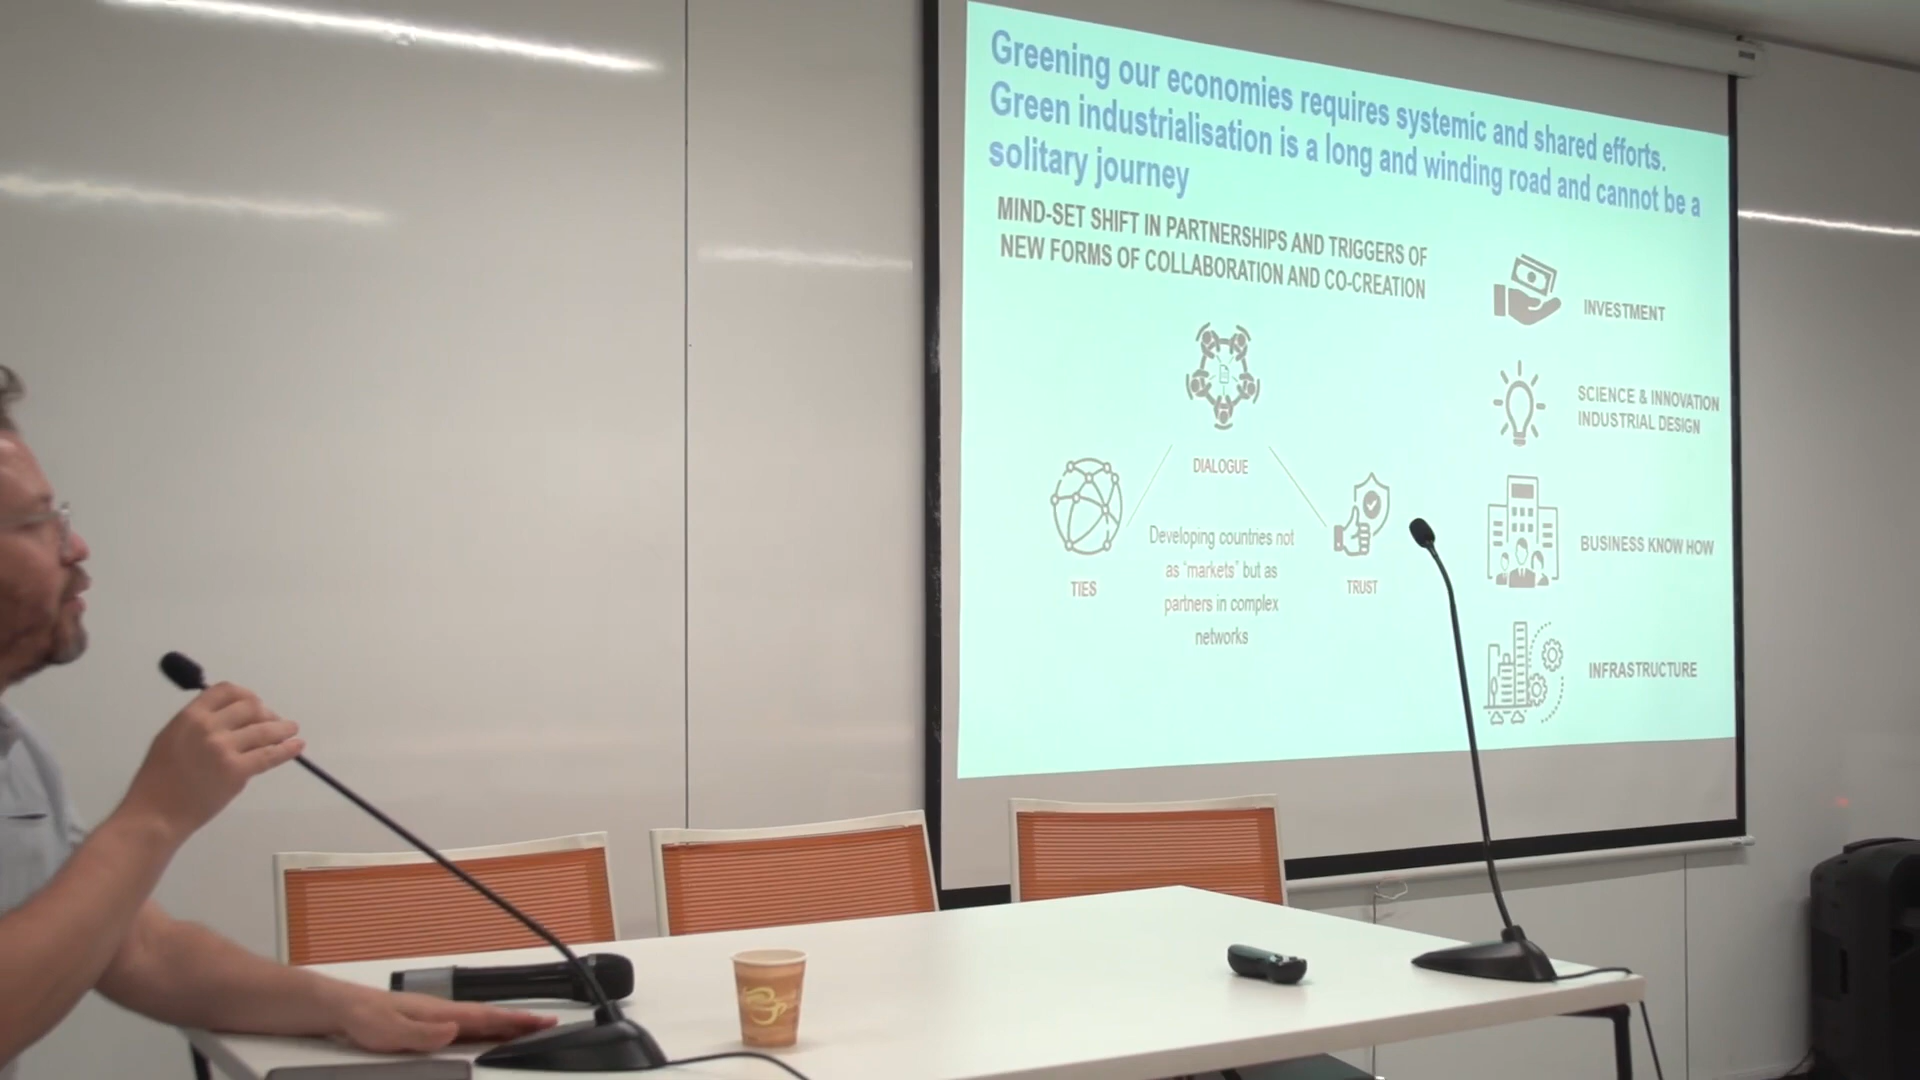 Greening our economies requires systemic and shared efforts.
Green industrialisation is a long and winding road and cannot be a
solitary journey
MIND-SET SHIFT IN PARTNERSHIPS AND TRIGGERS OF
NEW FORMS OF COLLABORATION AND CO-CREATION
DIALOGUE
TIES
Developing countries not
as "markets" but as
partners in complex
networks
TRUST
INVESTMENT
SCIENCE & INNOVATION
INDUSTRIAL DESIGN
BUSINESS KNOW HOW
INFRASTRUCTURE